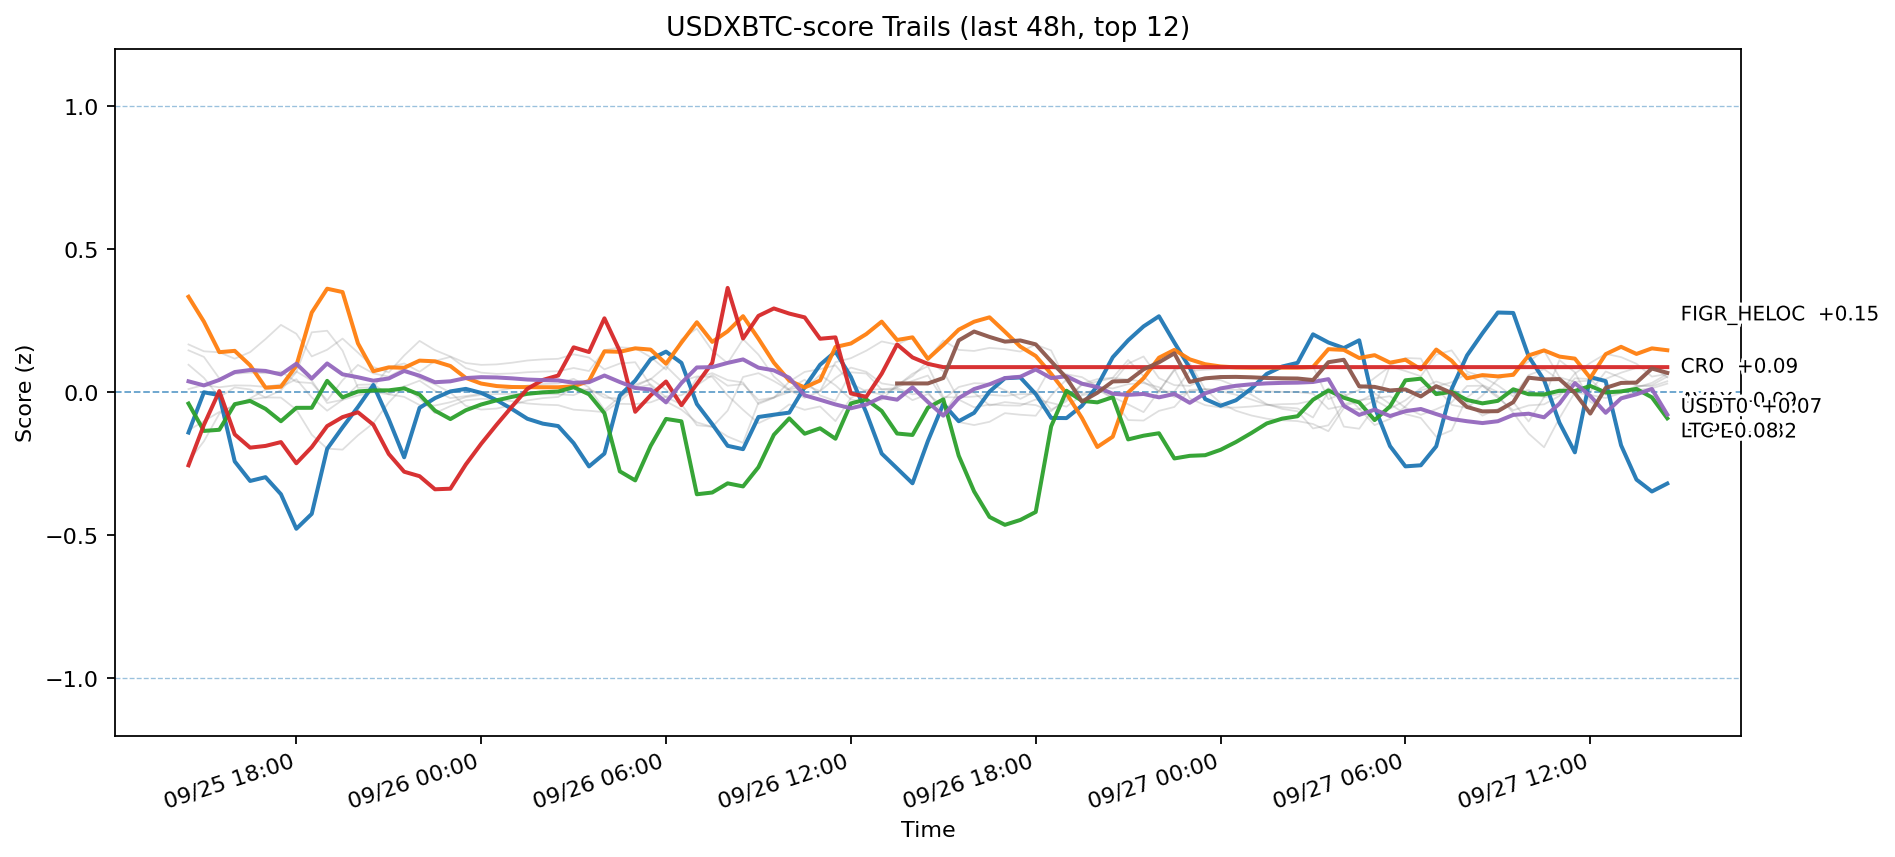 USDXBTC-score Trails (last 48h, top 12)
Score (z)
1.0
0.5
0.0
−0.5
−1.0
FIGR_HELOC +0.15
CRO +0.09
USDT0 +0.07
09/25 18:00
09/26 00:00
09/26 06:00
09/26 12:00
09/26 18:00
09/27 00:00
09/27 06:00
09/27 12:00
Time